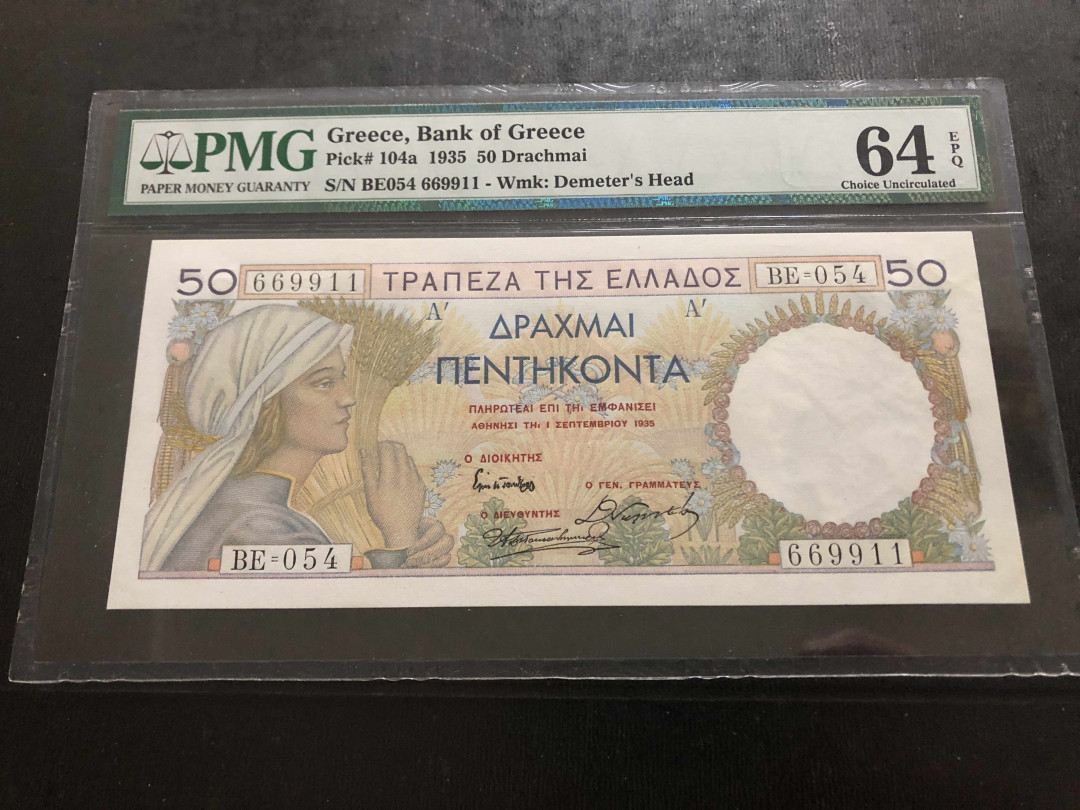 PMG
PAPER MONEY GUARANTY
Greece, Bank of Greece
Pick# 104a 1935 50 Drachmai
S/N BE054 669911 - Wmk: Demeter's Head
64 EPQ
Choice Uncirculated
50 669911 ΤΡΑΠΕΖΑ ΤΗΣ ΕΛΛΑΔΟΣ ΒΕ=054 50
Α′ Α′
ΔΡΑΧΜΑΙ
ΠΕΝΤΗΚΟΝΤΑ
ΠΛΗΡΩΤΕΑΙ ΕΠΙ ΤΗι ΕΜΦΑΝΙΣΕΙ
ΑΘΗΝΗΣΙ ΤΗι 1 ΣΕΠΤΕΜΒΡΙΟΥ 1935
Ο ΔΙΟΙΚΗΤΗΣ
Ο ΓΕΝ. ΓΡΑΜΜΑΤΕΥΣ
Ο ΔΙΕΥΘΥΝΤΗΣ
ΒΕ=054 669911